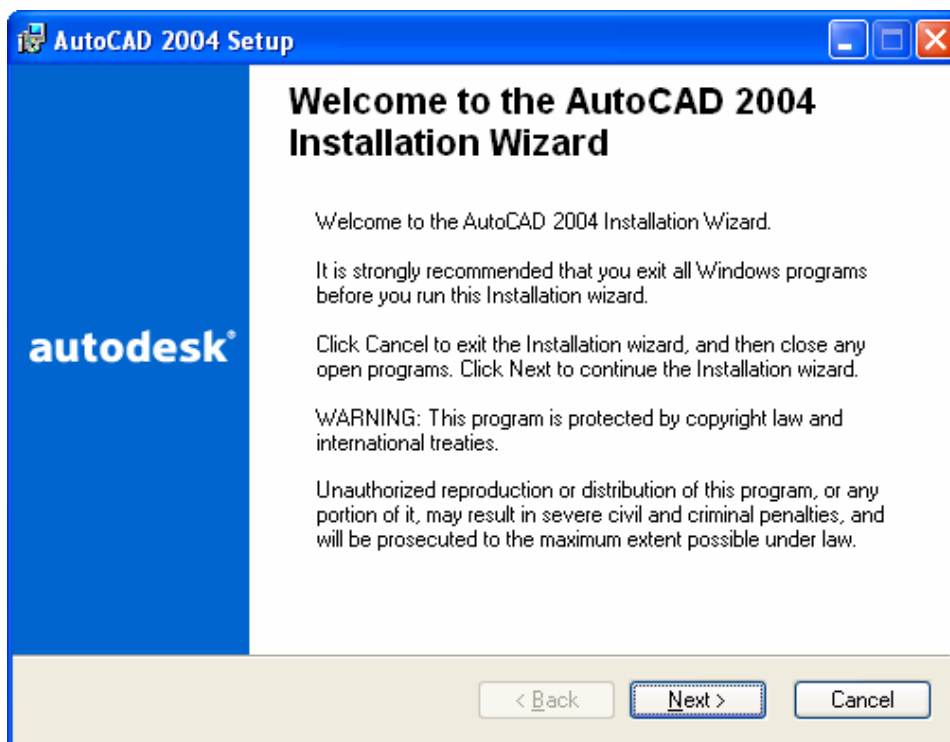 AutoCAD 2004 Setup
Welcome to the AutoCAD 2004
Installation Wizard
Welcome to the AutoCAD 2004 Installation Wizard.
It is strongly recommended that you exit all Windows programs
before you run this Installation wizard.
Click Cancel to exit the Installation wizard, and then close any
open programs. Click Next to continue the Installation wizard.
WARNING: This program is protected by copyright law and
international treaties.
Unauthorized reproduction or distribution of this program, or any
portion of it, may result in severe civil and criminal penalties, and
will be prosecuted to the maximum extent possible under law.
autodesk®
< Back
Next >
Cancel